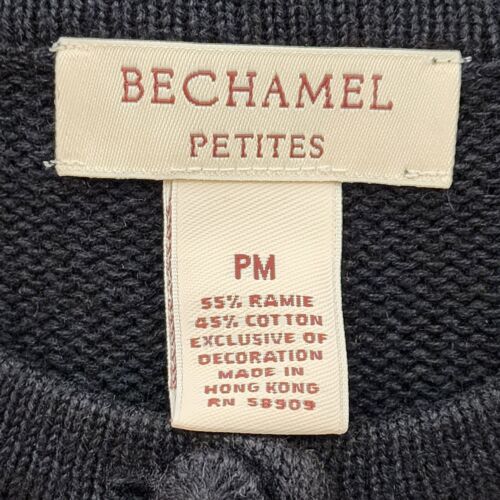 BECHAMEL
PETITES
PM
55% RAMIE
45% COTTON
EXCLUSIVE OF
DECORATION
MADE IN
HONG KONG
RN 58909